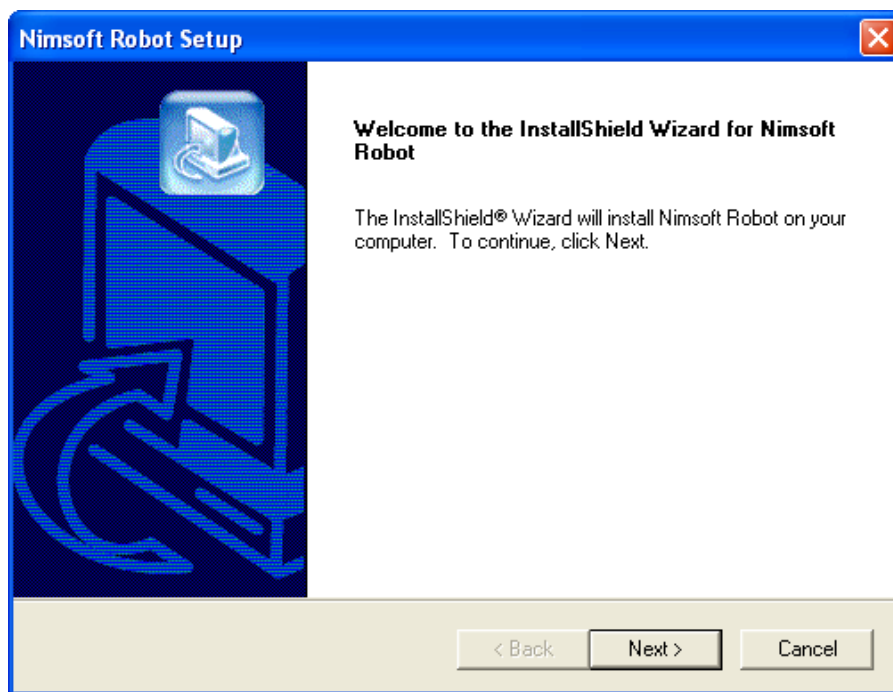 Nimsoft Robot Setup
Welcome to the InstallShield Wizard for Nimsoft
Robot
The InstallShield® Wizard will install Nimsoft Robot on your
computer.  To continue, click Next.
< Back
Next >
Cancel